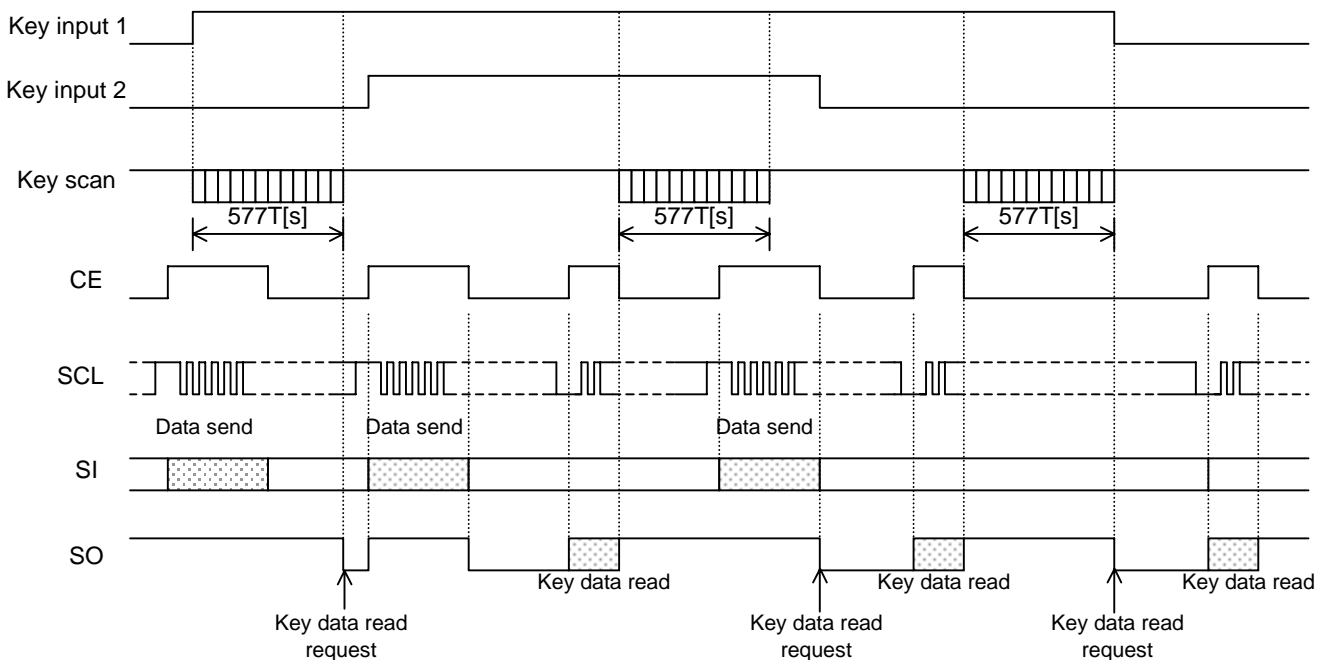 Key input 1
Key input 2
Key scan
577T[s]
577T[s]
577T[s]
CE
SCL
Data send
Data send
Data send
SI
SO
Key data read
Key data read
Key data read
Key data read
request
Key data read
request
Key data read
request